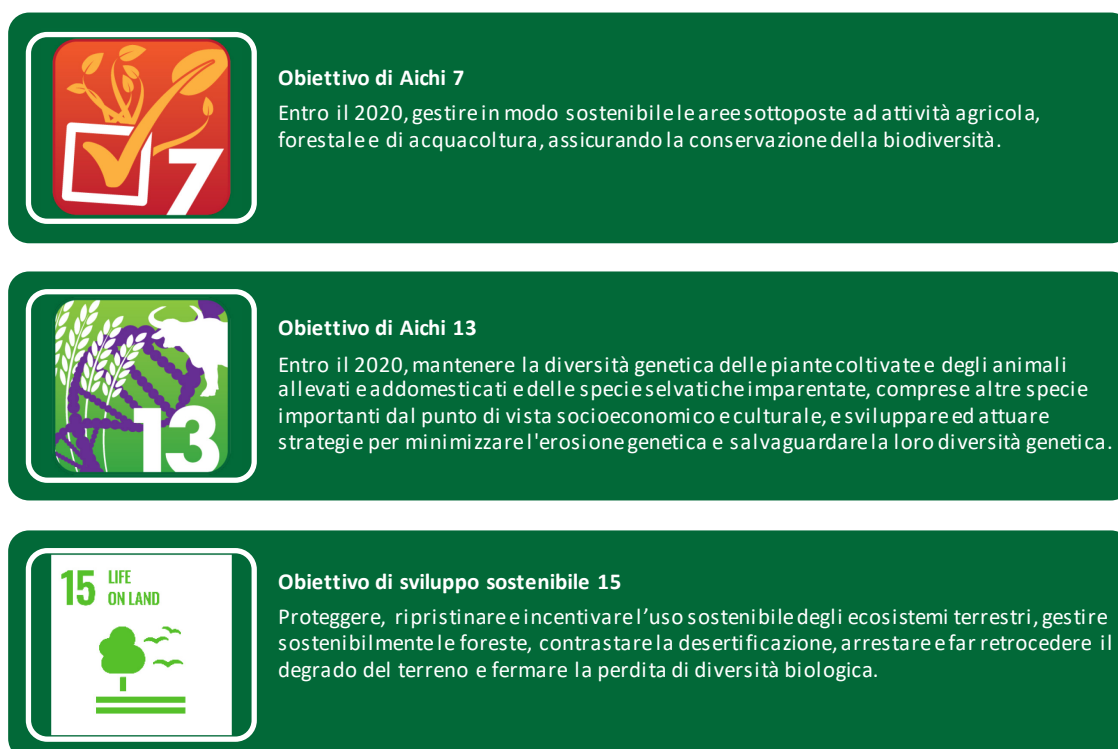 7
Obiettivo di Aichi 7
Entro il 2020, gestire in modo sostenibile le aree sottoposte ad attività agricola,
forestale e di acquacoltura, assicurando la conservazione della biodiversità.
13
Obiettivo di Aichi 13
Entro il 2020, mantenere la diversità genetica delle piante coltivate e degli animali
allevati e addomesticati e delle specie selvatiche imparentate, comprese altre specie
importanti dal punto di vista socioeconomico e culturale, e sviluppare ed attuare
strategie per minimizzare l'erosione genetica e salvaguardare la loro diversità genetica.
15 LIFE
ON LAND
Obiettivo di sviluppo sostenibile 15
Proteggere, ripristinare e incentivare l’uso sostenibile degli ecosistemi terrestri, gestire
sostenibilmente le foreste, contrastare la desertificazione, arrestare e far retrocedere il
degrado del terreno e fermare la perdita di diversità biologica.